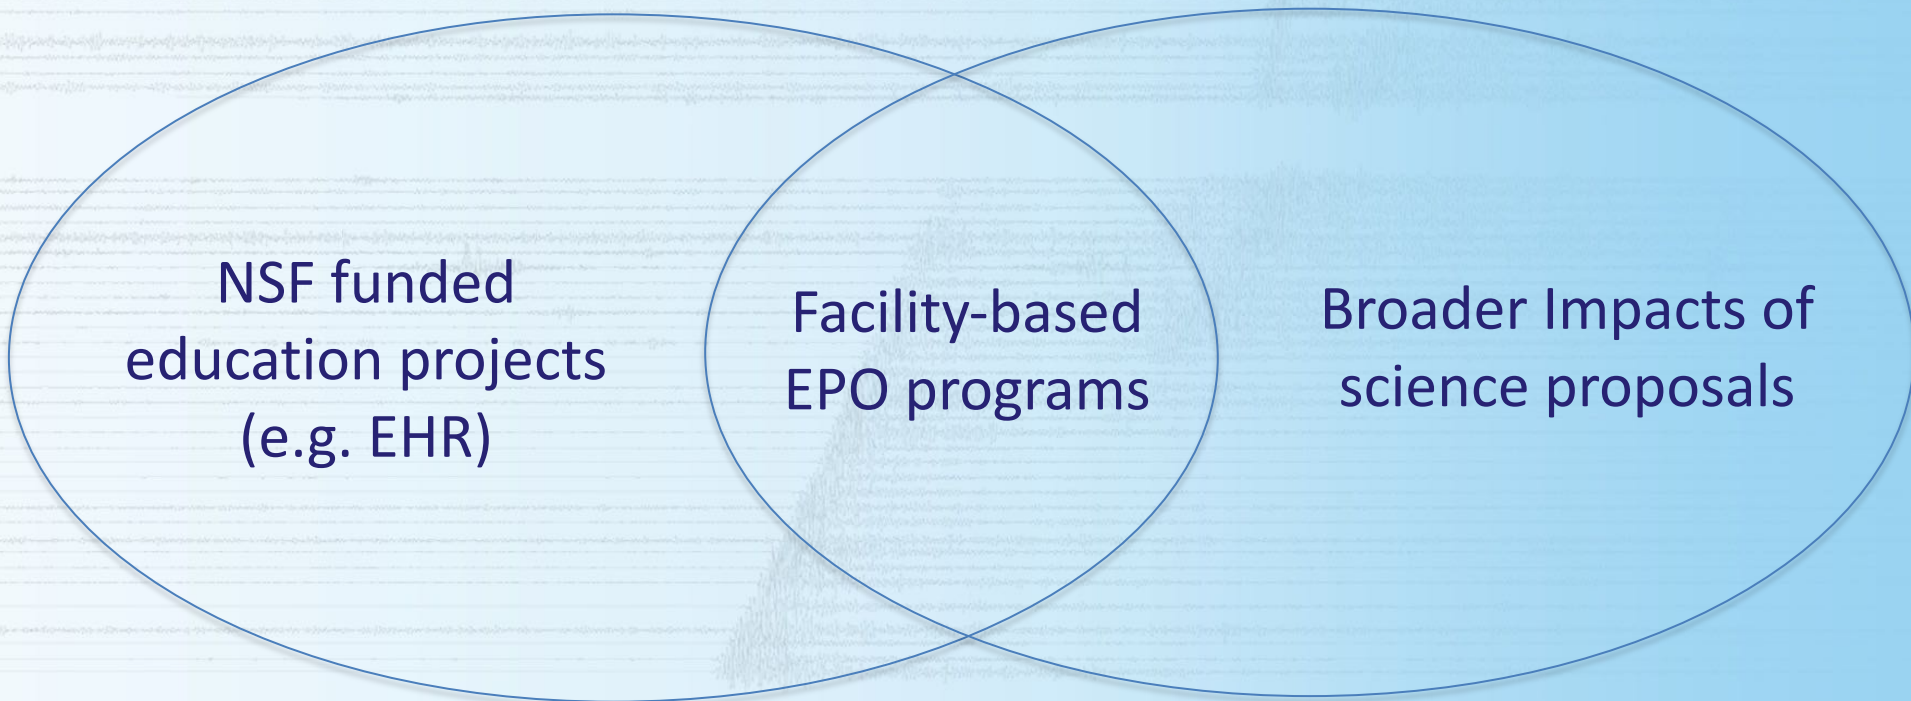 NSF funded
education projects
(e.g. EHR)
Facility-based
EPO programs
Broader Impacts of
science proposals